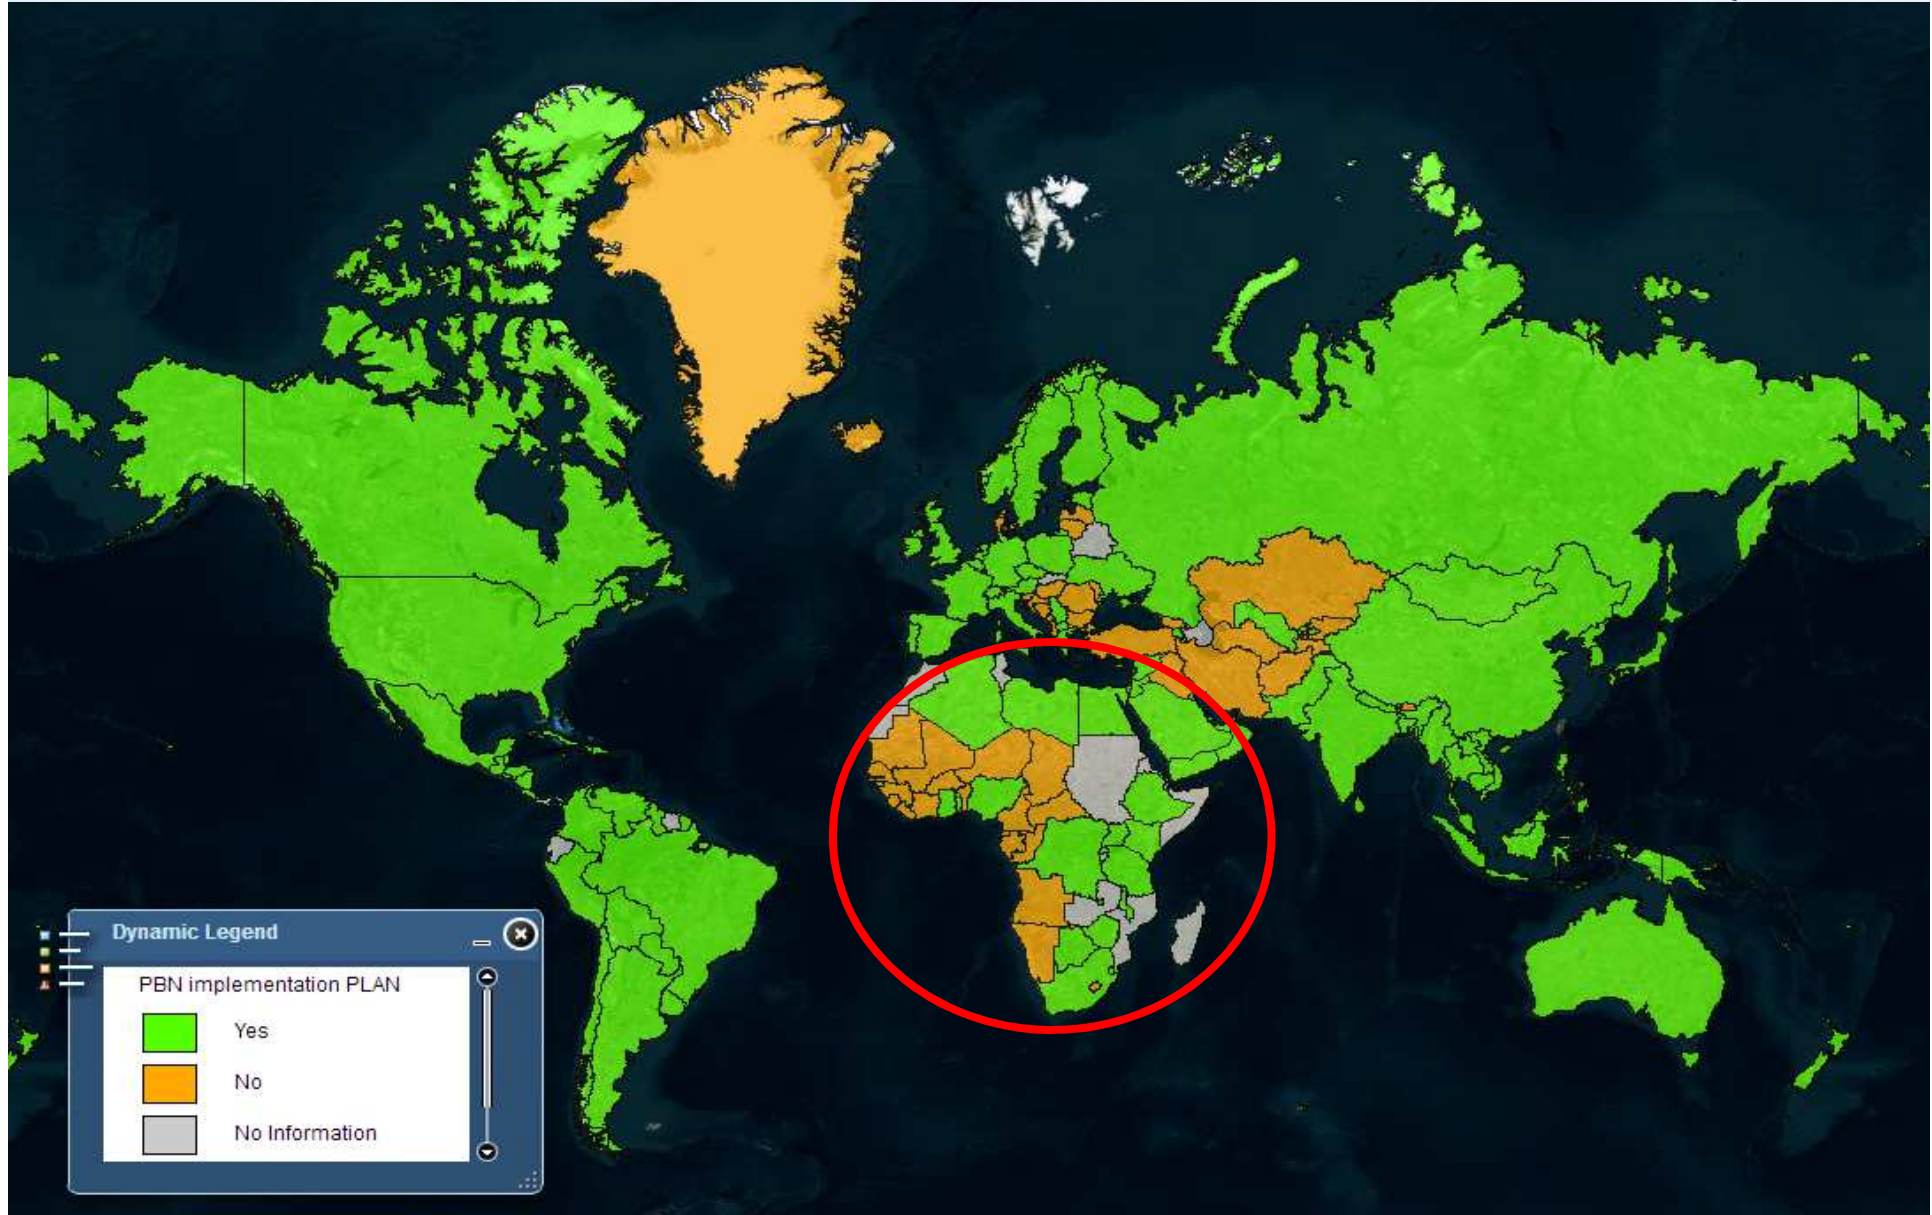 Dynamic Legend
PBN implementation PLAN
Yes
No
No Information